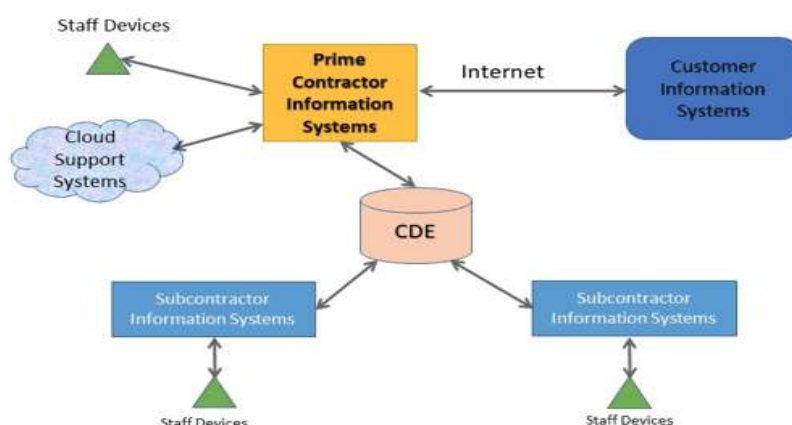 Staff Devices
Prime
Contractor
Information
Systems
Internet
Customer
Information
Systems
Cloud
Support
Systems
CDE
Subcontractor
Information Systems
Subcontractor
Information Systems
Staff Devices
Staff Devices